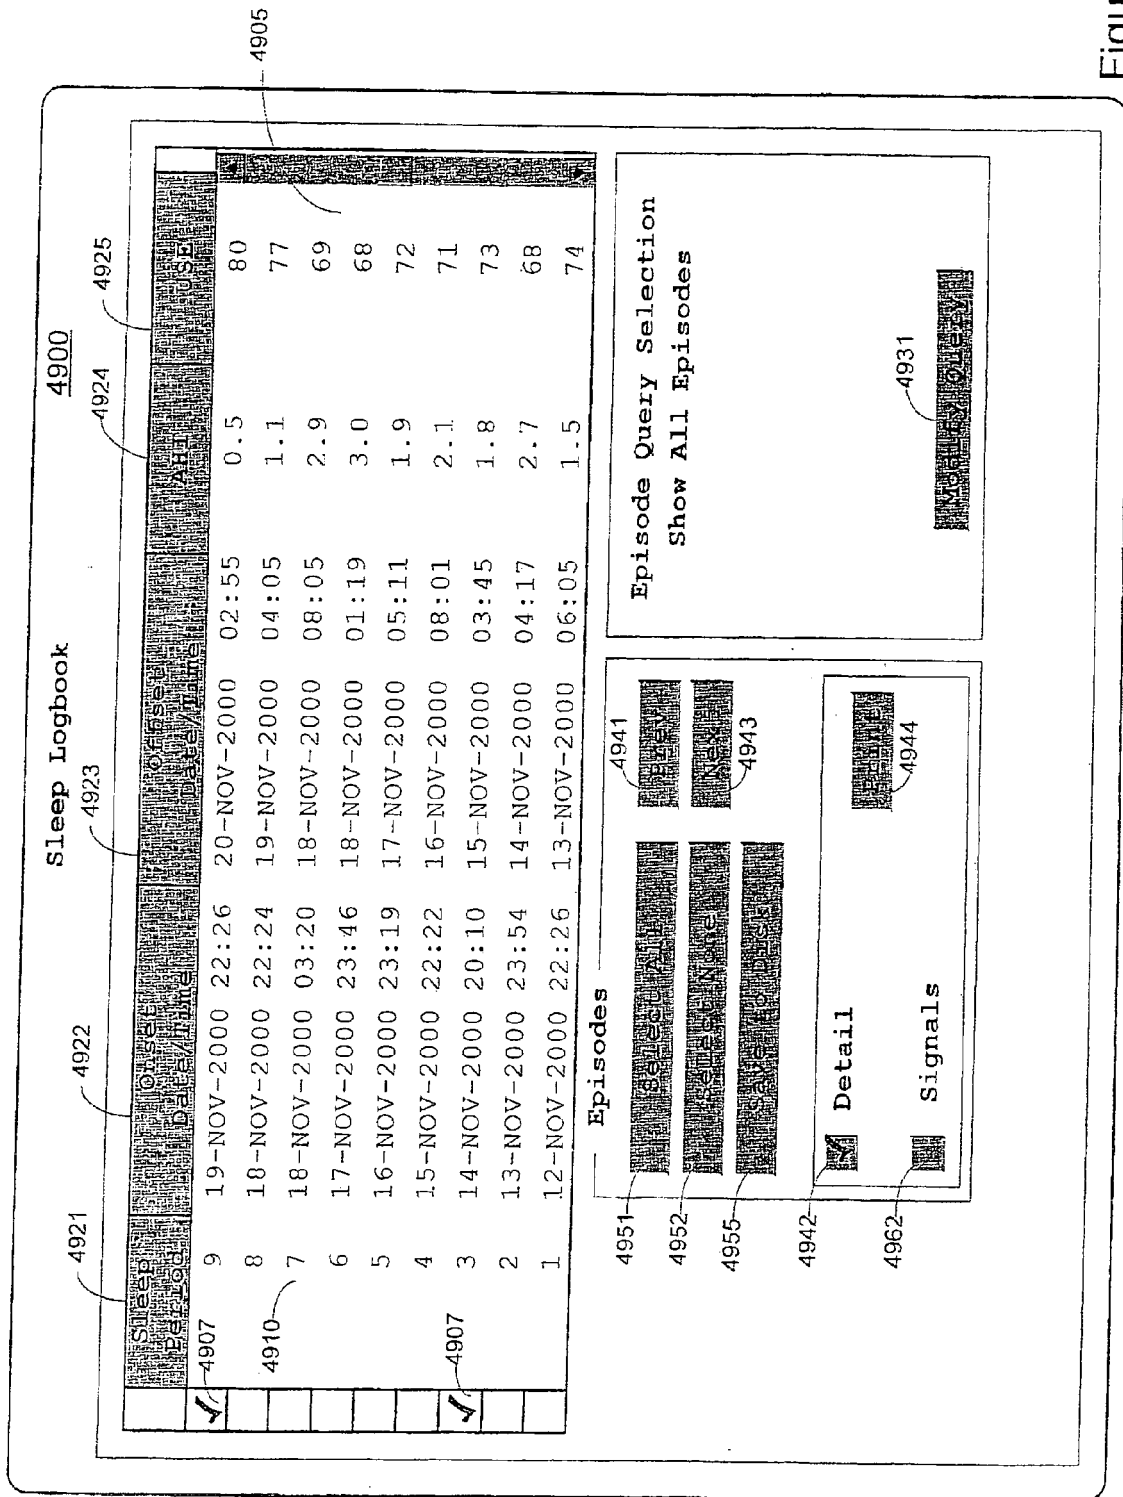 4900
Sleep Logbook
4921
4922
4923
4924
4925
4905
Sleep Period
Onset Date/Time
Offset Date/Time
AHI
USE
9 19-NOV-2000 22:26 20-NOV-2000 02:55 0.5 80
8 18-NOV-2000 22:24 19-NOV-2000 04:05 1.1 77
7 18-NOV-2000 03:20 18-NOV-2000 08:05 2.9 69
6 17-NOV-2000 23:46 18-NOV-2000 01:19 3.0 68
5 16-NOV-2000 23:19 17-NOV-2000 05:11 1.9 72
4 15-NOV-2000 22:22 16-NOV-2000 08:01 2.1 71
3 14-NOV-2000 20:10 15-NOV-2000 03:45 1.8 73
2 13-NOV-2000 23:54 14-NOV-2000 04:17 2.7 68
1 12-NOV-2000 22:26 13-NOV-2000 06:05 1.5 74
4907
4910
4907
Episodes
4951
Select All
4941
Prev
4952
Select None
Next
4943
4955
Save to Disk
4942
Detail
Print
4944
4962
Signals
Episode Query Selection
Show All Episodes
4931
Modify Query